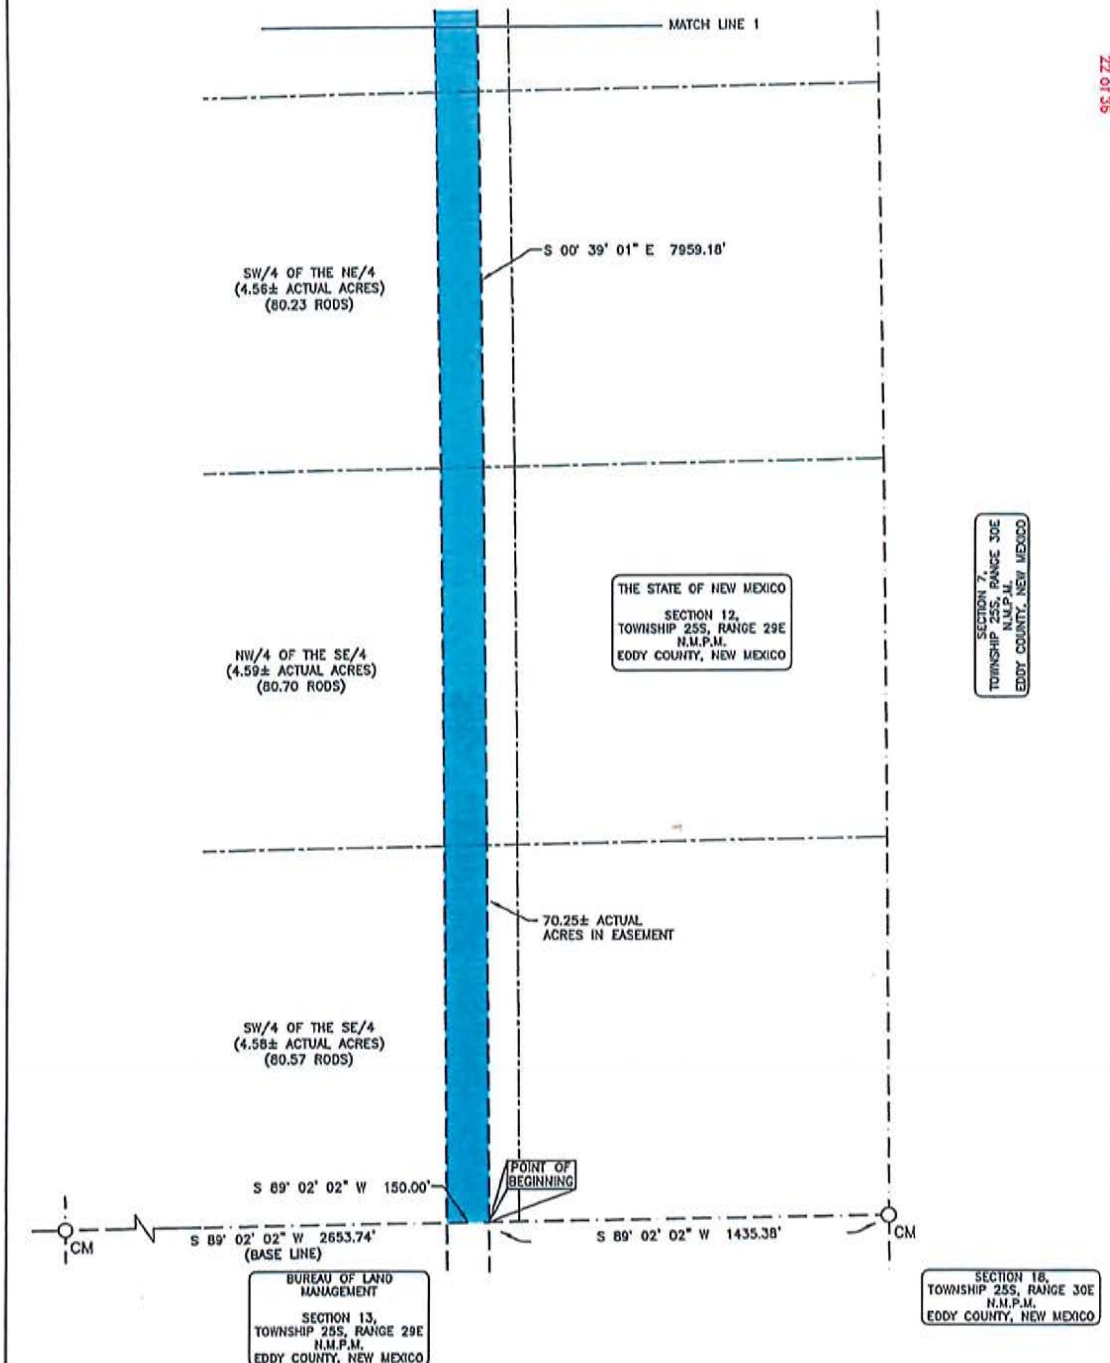 MATCH LINE 1
22 of 36
S 00° 39' 01" E 7959.18'
SW/4 OF THE NE/4
(4.56± ACTUAL ACRES)
(80.23 RODS)
THE STATE OF NEW MEXICO
SECTION 12,
TOWNSHIP 25S, RANGE 29E
N.M.P.M.
EDDY COUNTY, NEW MEXICO
SECTION 7,
TOWNSHIP 25S, RANGE 30E
N.M.P.M.
EDDY COUNTY, NEW MEXICO
NW/4 OF THE SE/4
(4.59± ACTUAL ACRES)
(80.70 RODS)
70.25± ACTUAL
ACRES IN EASEMENT
SW/4 OF THE SE/4
(4.58± ACTUAL ACRES)
(80.57 RODS)
POINT OF
BEGINNING
S 89° 02' 02" W 150.00'
S 89° 02' 02" W 2653.74'
(BASE LINE)
S 89° 02' 02" W 1435.38'
CM
CM
BUREAU OF LAND
MANAGEMENT
SECTION 13,
TOWNSHIP 25S, RANGE 29E
N.M.P.M.
EDDY COUNTY, NEW MEXICO
SECTION 18,
TOWNSHIP 25S, RANGE 30E
N.M.P.M.
EDDY COUNTY, NEW MEXICO